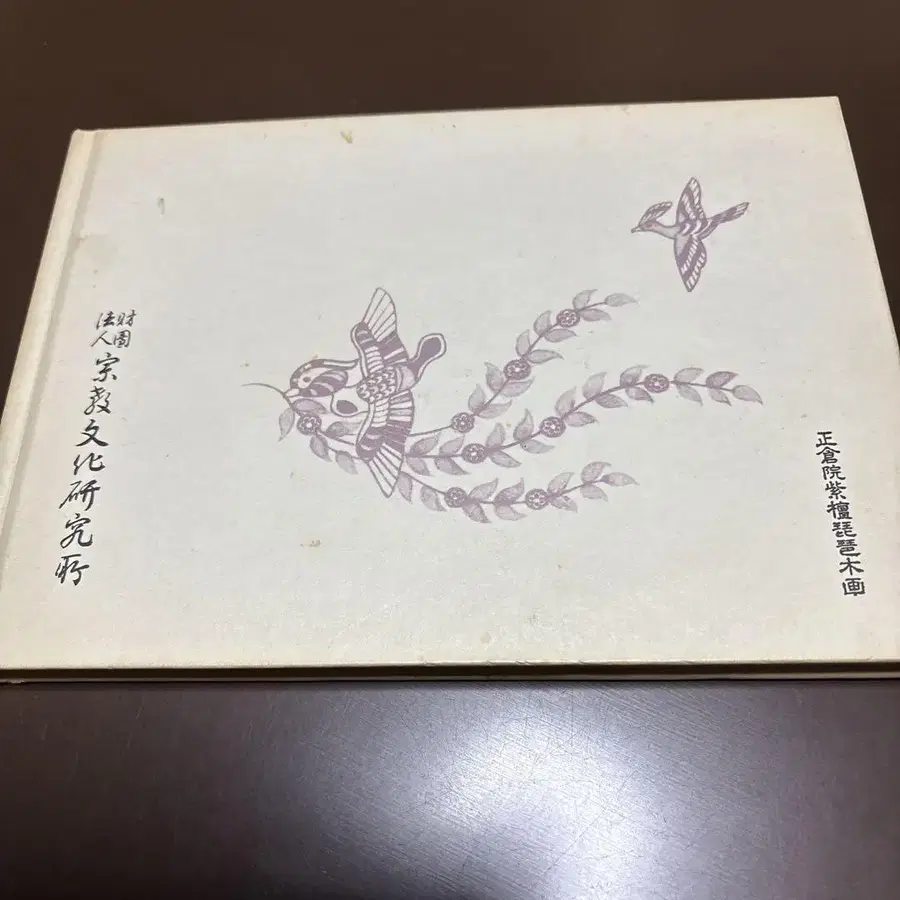 正倉院紫檀琵琶木画
財團
法人
宗教文化研究所